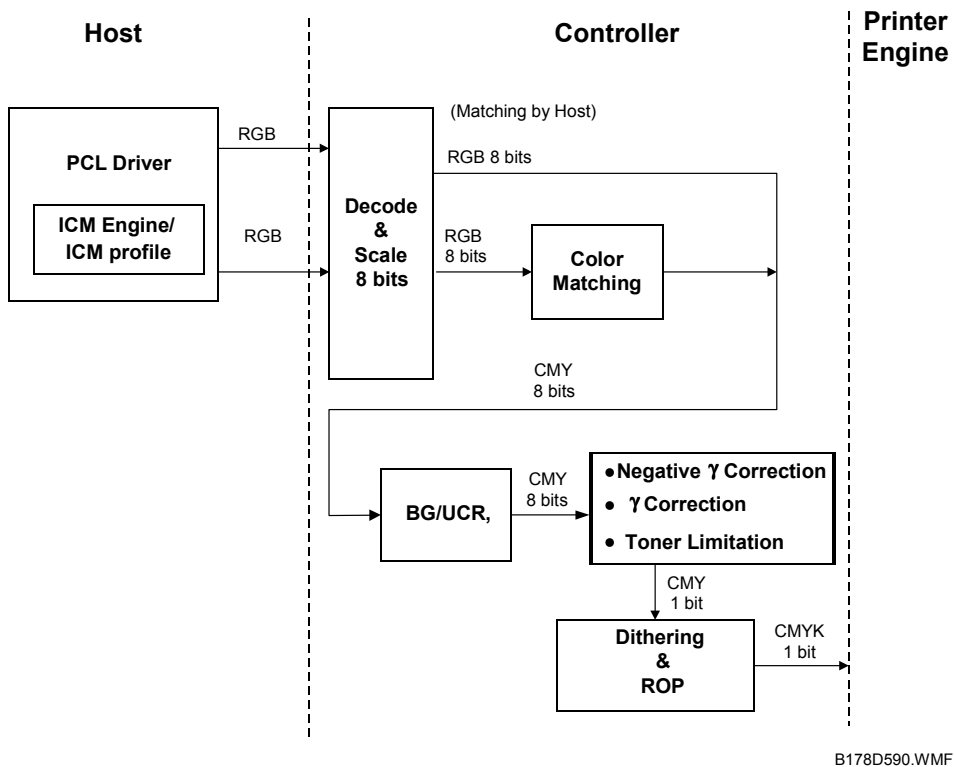 Host
Controller
Printer
Engine
(Matching by Host)
RGB
RGB 8 bits
PCL Driver
ICM Engine/
ICM profile
RGB
Decode
&
Scale
8 bits
RGB
8 bits
Color
Matching
CMY
8 bits
BG/UCR,
CMY
8 bits
●Negative γ Correction
● γ Correction
● Toner Limitation
CMY
1 bit
Dithering
&
ROP
CMYK
1 bit
B178D590.WMF